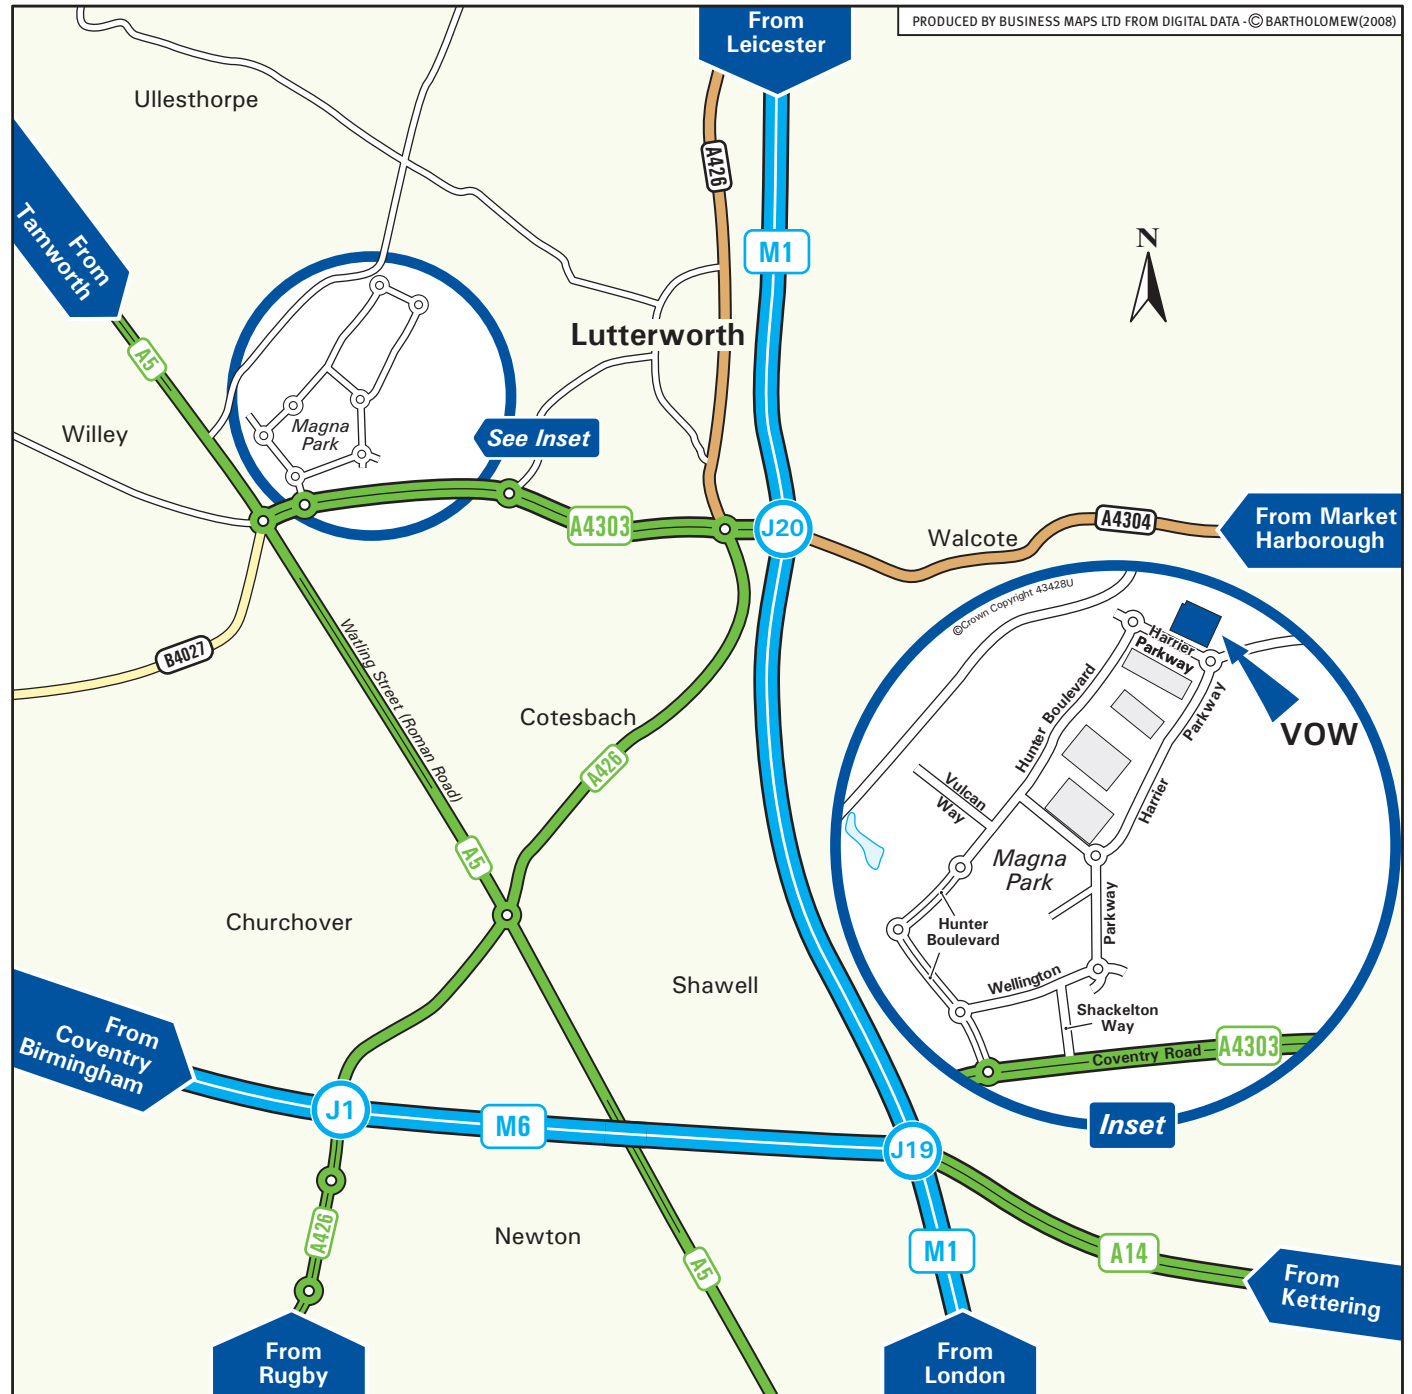 PRODUCED BY BUSINESS MAPS LTD FROM DIGITAL DATA - © BARTHOLOMEW(2008)
From
Leicester
Ullesthorpe
A426
From
Tamworth
M1
N
A5
Lutterworth
Willey
Magna
Park
See Inset
A4303
J20
Walcote
A4304
From Market
Harborough
B4027
Watling Street (Roman Road)
©Crown Copyright 43428U
Harrier
Parkway
Hunter Boulevard
Parkway
VOW
Cotesbach
A426
Vulcan
Way
Harrier
A5
Magna
Park
Churchover
Hunter
Boulevard
Parkway
Shawell
Wellington
Shackelton
Way
Coventry Road
A4303
From
Coventry
Birmingham
J1
M6
J19
Inset
A426
Newton
M1
A14
A5
From
Kettering
From
Rugby
From
London